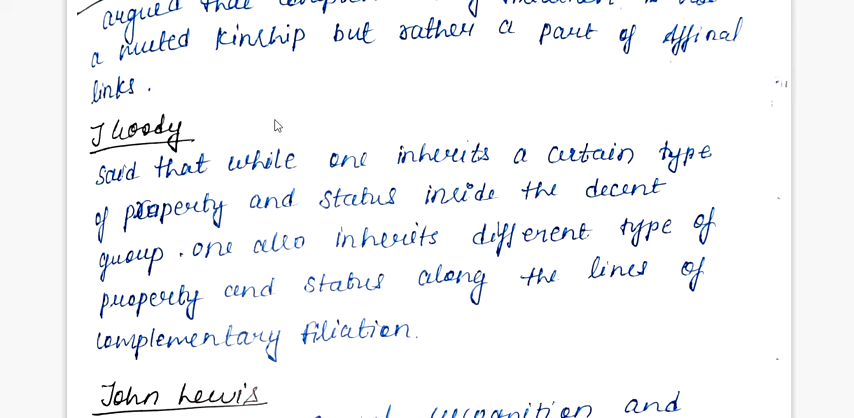 argued that
a muted kinship but rather a part of affinal
links.
J Goody
said that while one inherits a certain type
of property and status inside the decent
group. one also inherits different type of
property and status along the lines of
complementary filiation.
John Lewis
recognition and